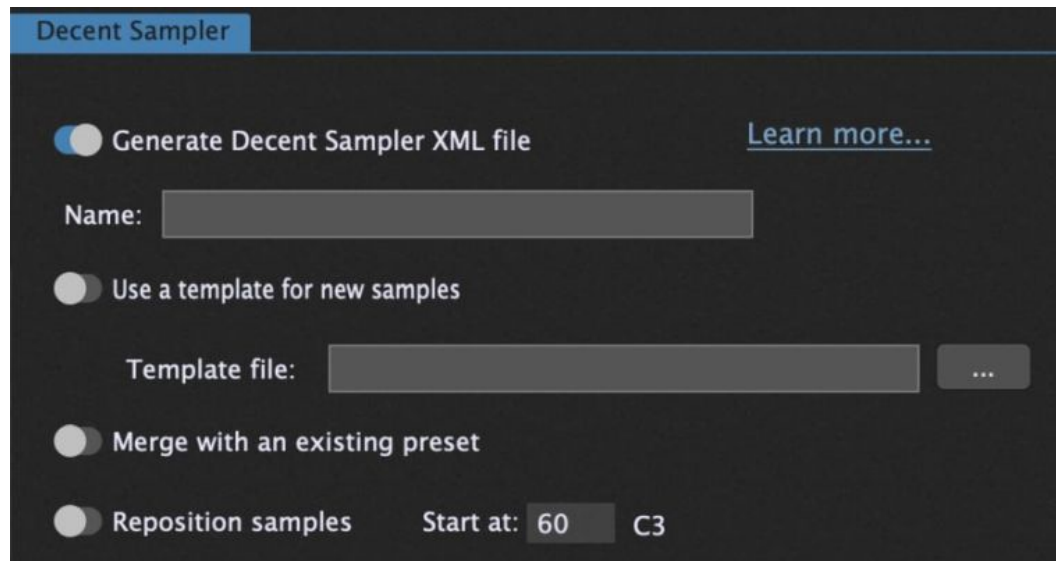 Decent Sampler
Generate Decent Sampler XML file Learn more...
Name:
Use a template for new samples
Template file: ...
Merge with an existing preset
Reposition samples Start at: 60 C3